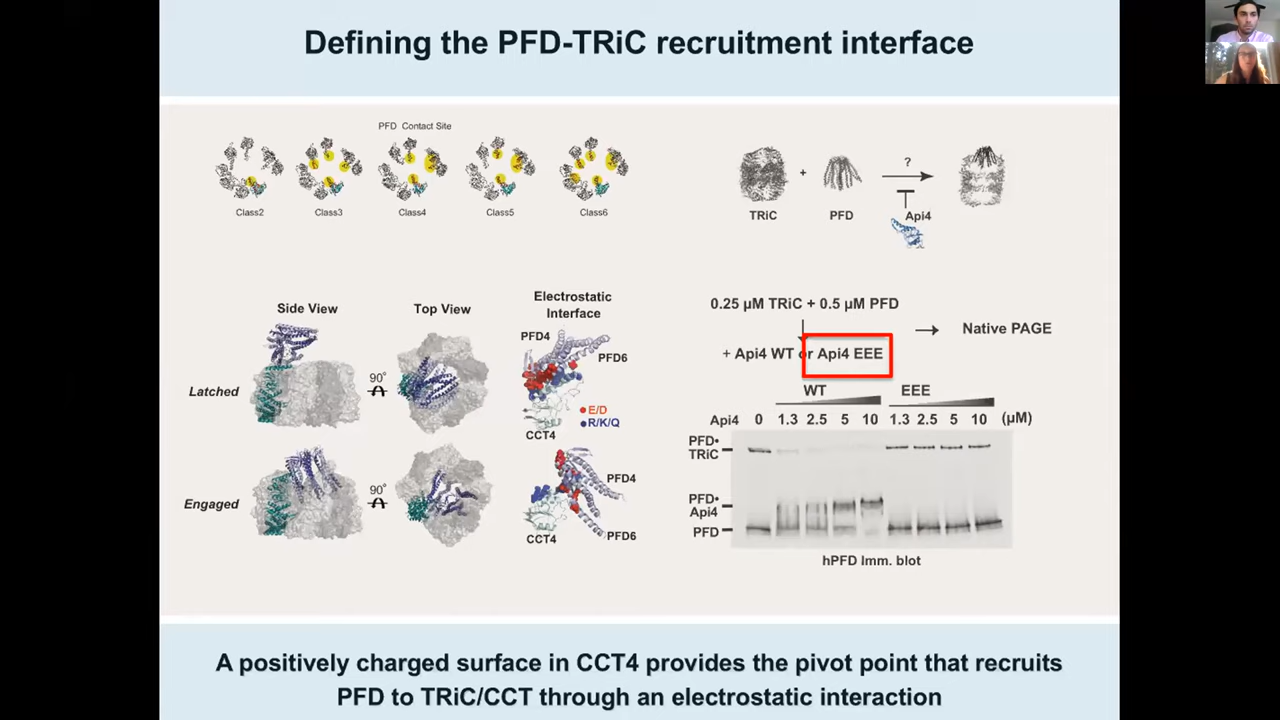 Defining the PFD-TRiC recruitment interface
PFD Contact Site
Class2
Class3
Class4
Class5
Class6
TRiC
+
PFD
?
Api4
Side View
Top View
Electrostatic
Interface
Latched
90°
PFD4
PFD6
E/D
R/K/Q
CCT4
Engaged
90°
PFD4
PFD6
CCT4
0.25 µM TRiC + 0.5 µM PFD
+ Api4 WT or Api4 EEE
Native PAGE
WT EEE
Api4 0 1.3 2.5 5 10 1.3 2.5 5 10 (µM)
PFD•
TRiC
PFD•
Api4
PFD
hPFD Imm. blot
A positively charged surface in CCT4 provides the pivot point that recruits
PFD to TRiC/CCT through an electrostatic interaction